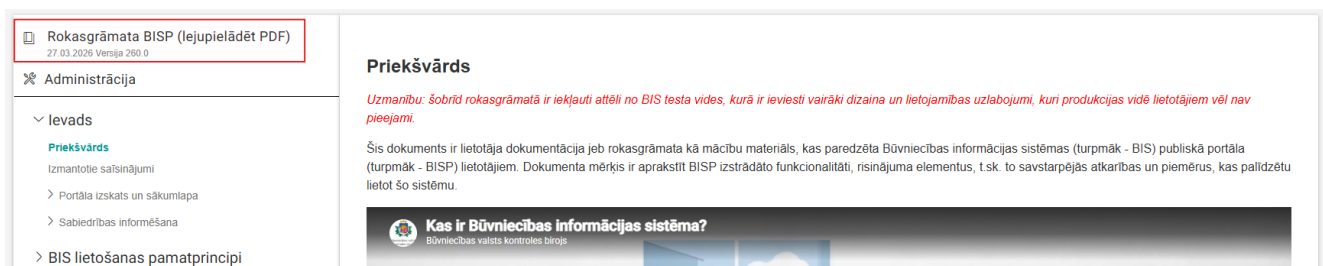 Rokasgrāmata BISP (lejupielādēt PDF)
27.03.2026 Versija 260.0
Administrācija
Ievads
Priekšvārds
Izmantotie saīsinājumi
Portāla izskats un sākumlapa
Sabiedrības informēšana
BIS lietošanas pamatprincipi
Priekšvārds
Uzmanību: šobrīd rokasgrāmatā ir iekļauti attēli no BIS testa vides, kurā ir ieviesti vairāki dizaina un lietojamības uzlabojumi, kuri produkcijas vidē lietotājiem vēl nav
pieejami.
Šis dokuments ir lietotāja dokumentācija jeb rokasgrāmata kā mācību materiāls, kas paredzēta Būvniecības informācijas sistēmas (turpmāk - BIS) publiskā portāla
(turpmāk - BISP) lietotājiem. Dokumenta mērķis ir aprakstīt BISP izstrādāto funkcionalitāti, risinājuma elementus, t.sk. to savstarpējās atkarības un piemērus, kas palīdzētu
lietot šo sistēmu.
Kas ir Būvniecības informācijas sistēma?
Būvniecības valsts kontroles birojs